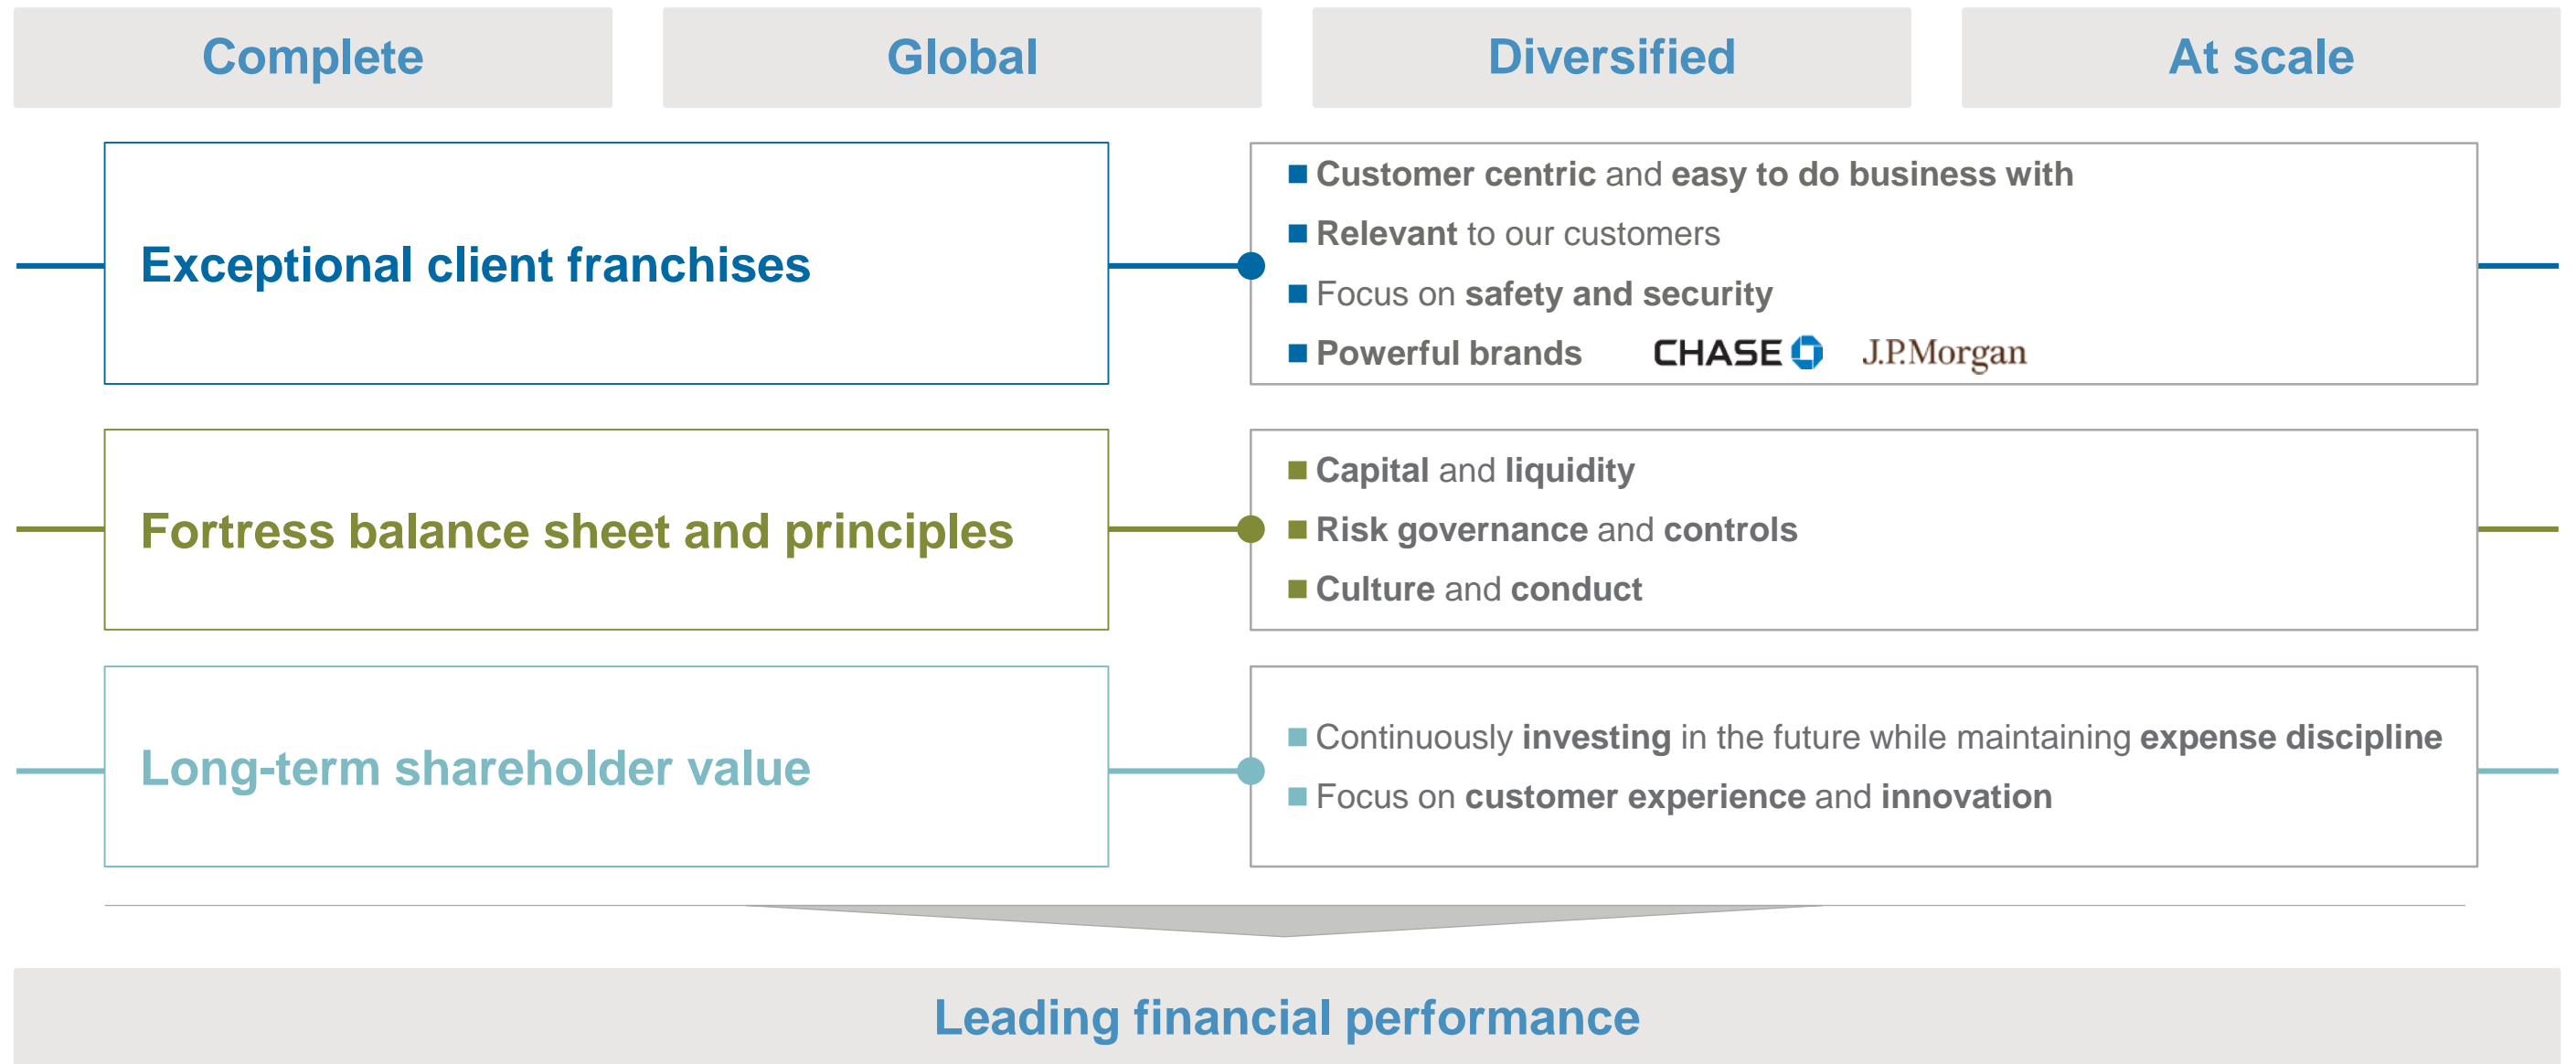 Complete
Global
Diversified
At scale
Exceptional client franchises
Customer centric and easy to do business with
Relevant to our customers
Focus on safety and security
Powerful brands CHASE J.P.Morgan
Fortress balance sheet and principles
Capital and liquidity
Risk governance and controls
Culture and conduct
Long-term shareholder value
Continuously investing in the future while maintaining expense discipline
Focus on customer experience and innovation
Leading financial performance